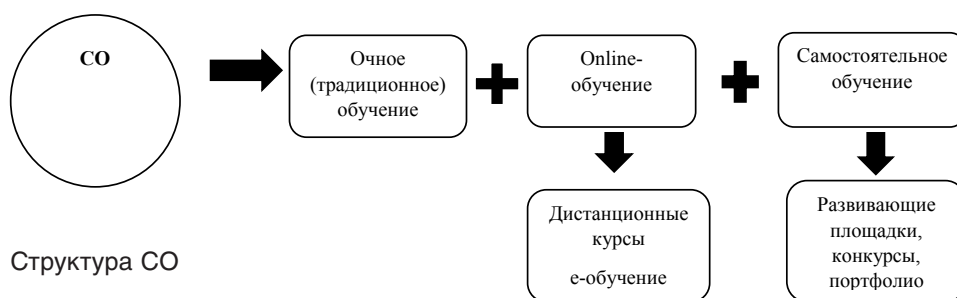 СО
Очное
(традиционное)
обучение
Online-
обучение
Самостоятельное
обучение
Дистанционные
курсы
е-обучение
Развивающие
площадки,
конкурсы,
портфолио
Структура СО